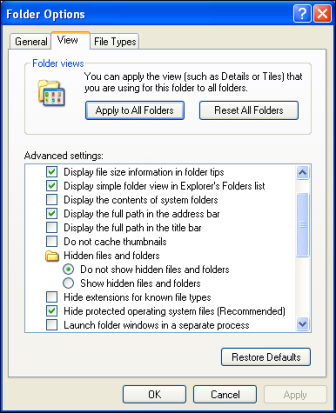 Folder Options
General
View
File Types
Folder views
You can apply the view (such as Details or Tiles) that
you are using for this folder to all folders.
Apply to All Folders
Reset All Folders
Advanced settings:
Display file size information in folder tips
Display simple folder view in Explorer's Folders list
Display the contents of system folders
Display the full path in the address bar
Display the full path in the title bar
Do not cache thumbnails
Hidden files and folders
Do not show hidden files and folders
Show hidden files and folders
Hide extensions for known file types
Hide protected operating system files (Recommended)
Launch folder windows in a separate process
Restore Defaults
OK
Cancel
Apply